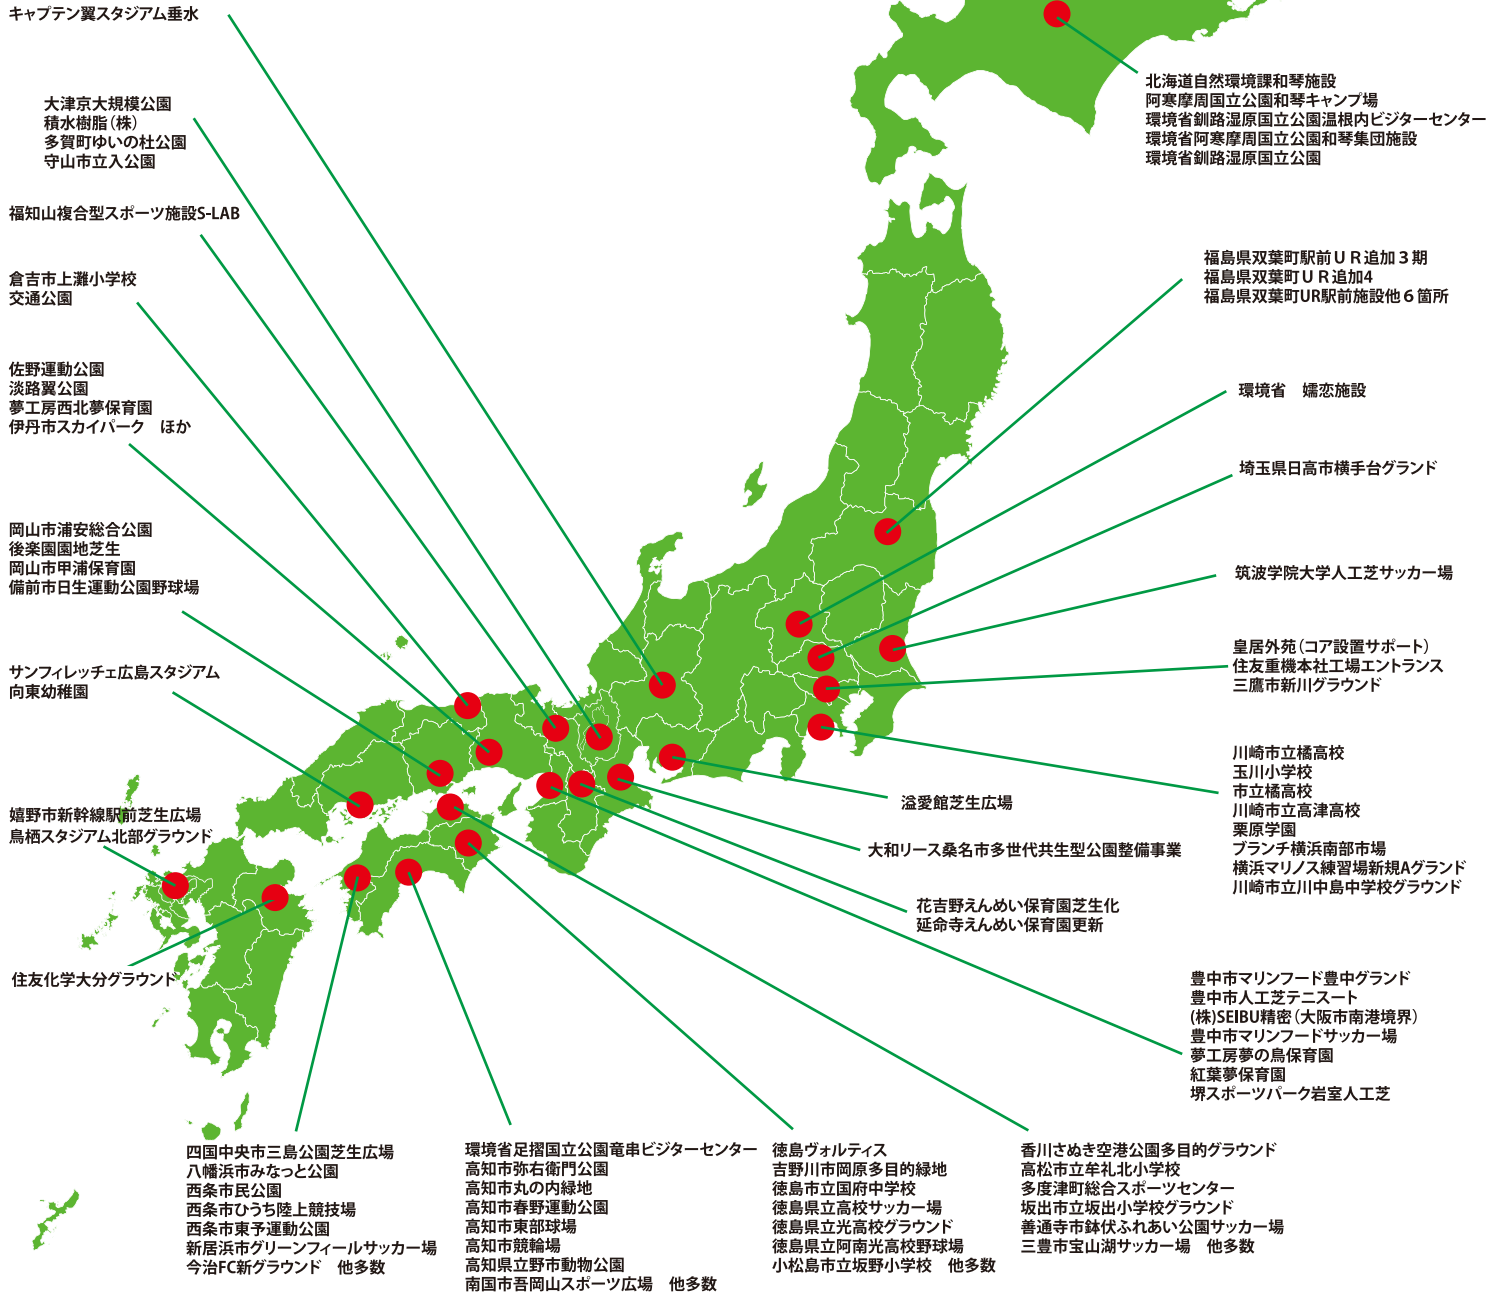 キャプテン翼スタジアム垂水
大津京大規模公園
積水樹脂(株)
多賀町ゆいの杜公園
守山市立入公園
福知山複合型スポーツ施設S-LAB
倉吉市上灘小学校
交通公園
佐野運動公園
淡路翼公園
夢工房西北夢保育園
伊丹市スカイパーク　ほか
岡山市浦安総合公園
後楽園園地芝生
岡山市甲浦保育園
備前市日生運動公園野球場
サンフィレッチェ広島スタジアム
向東幼稚園
嬉野市新幹線駅前芝生広場
鳥栖スタジアム北部グラウンド
住友化学大分グラウンド
北海道自然環境課和琴施設
阿寒摩周国立公園和琴キャンプ場
環境省釧路湿原国立公園温根内ビジターセンター
環境省阿寒摩周国立公園和琴集団施設
環境省釧路湿原国立公園
福島県双葉町駅前ＵＲ追加３期
福島県双葉町ＵＲ追加4
福島県双葉町UR駅前施設他６箇所
環境省　嬬恋施設
埼玉県日高市横手台グランド
筑波学院大学人工芝サッカー場
皇居外苑(コア設置サポート)
住友重機本社工場エントランス
三鷹市新川グラウンド
川崎市立橘高校
玉川小学校
市立橘高校
川崎市立高津高校
栗原学園
ブランチ横浜南部市場
横浜マリノス練習場新規Aグランド
川崎市立川中島中学校グラウンド
溢愛館芝生広場
大和リース桑名市多世代共生型公園整備事業
花吉野えんめい保育園芝生化
延命寺えんめい保育園更新
豊中市マリンフード豊中グランド
豊中市人工芝テニスート
(株)SEIBU精密(大阪市南港境界)
豊中市マリンフードサッカー場
夢工房夢の鳥保育園
紅葉夢保育園
堺スポーツパーク岩室人工芝
四国中央市三島公園芝生広場
八幡浜市みなっと公園
西条市民公園
西条市ひうち陸上競技場
西条市東予運動公園
新居浜市グリーンフィールサッカー場
今治FC新グラウンド　他多数
環境省足摺国立公園竜串ビジターセンター
高知市弥右衛門公園
高知市丸の内緑地
高知市春野運動公園
高知市東部球場
高知市競輪場
高知県立野市動物公園
南国市吾岡山スポーツ広場　他多数
徳島ヴォルティス
吉野川市岡原多目的緑地
徳島市立国府中学校
徳島県立高校サッカー場
徳島県立光高校グラウンド
徳島県立阿南光高校野球場
小松島市立坂野小学校　他多数
香川さぬき空港公園多目的グラウンド
高松市立牟礼北小学校
多度津町総合スポーツセンター
坂出市立坂出小学校グラウンド
善通寺市鉢伏ふれあい公園サッカー場
三豊市宝山湖サッカー場　他多数